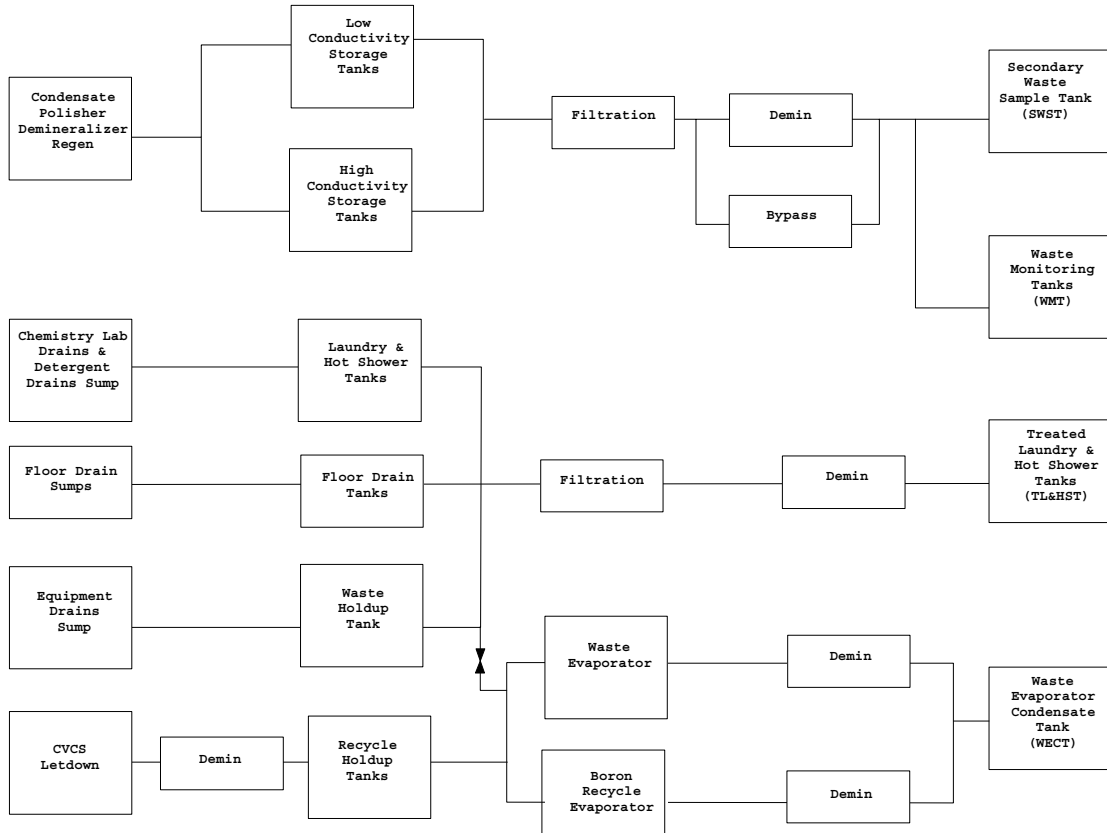 Condensate
Polisher
Demineralizer
Regen
Low
Conductivity
Storage
Tanks
High
Conductivity
Storage
Tanks
Filtration
Demin
Bypass
Secondary
Waste
Sample Tank
(SWST)
Waste
Monitoring
Tanks
(WMT)
Chemistry Lab
Drains &
Detergent
Drains Sump
Laundry &
Hot Shower
Tanks
Floor Drain
Sumps
Floor Drain
Tanks
Filtration
Demin
Treated
Laundry &
Hot Shower
Tanks
(TL&HST)
Equipment
Drains
Sump
Waste
Holdup
Tank
Waste
Evaporator
Demin
Waste
Evaporator
Condensate
Tank
(WECT)
CVCS
Letdown
Demin
Recycle
Holdup
Tanks
Boron
Recycle
Evaporator
Demin